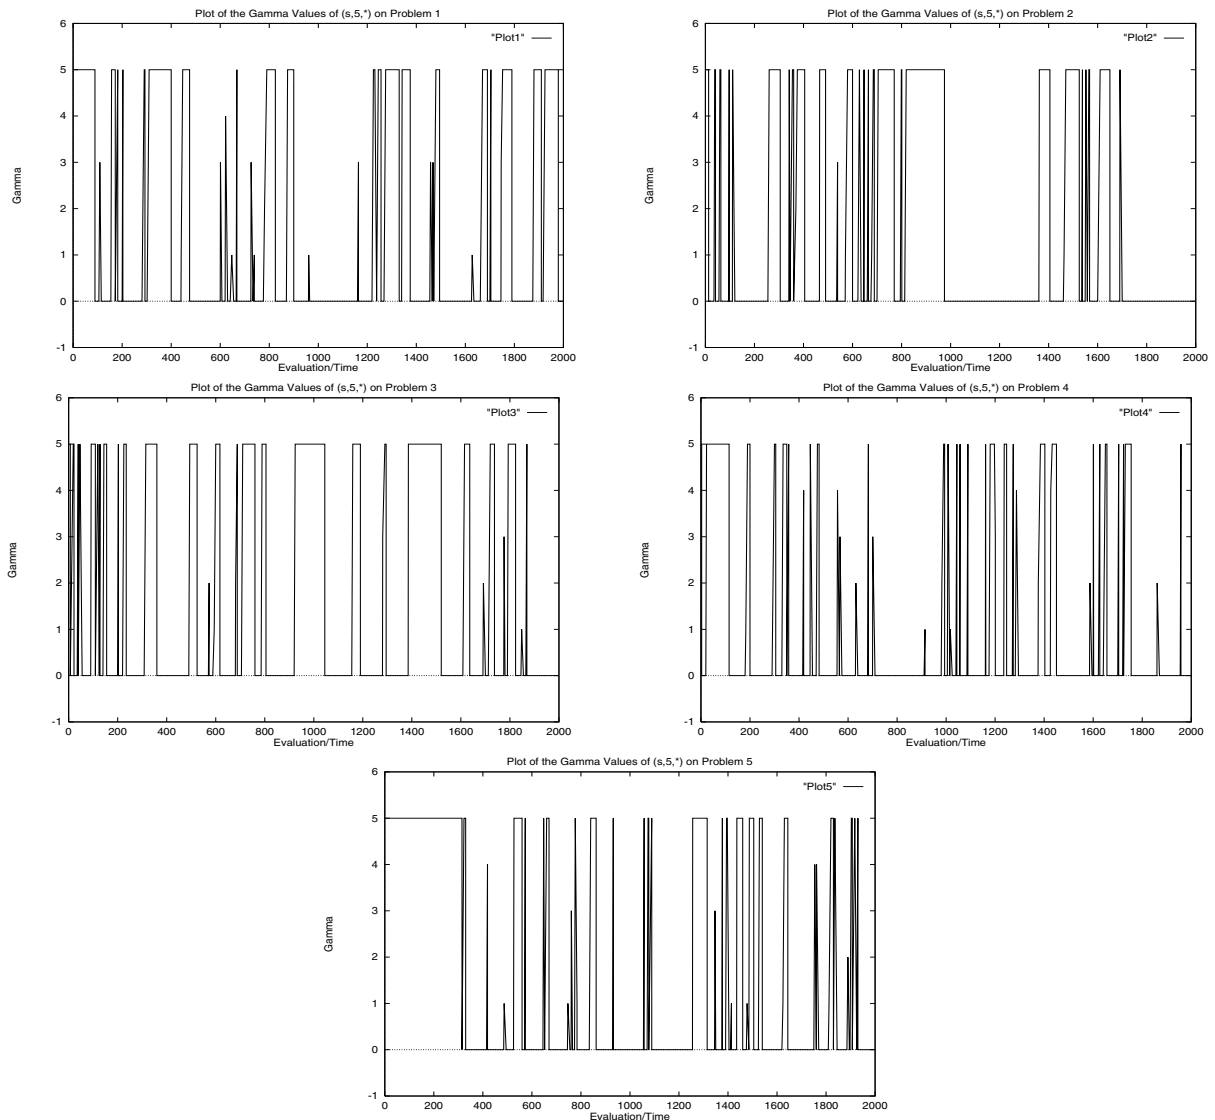 Plot of the Gamma Values of (s,5,*) on Problem 1
"Plot1"
6
5
4
3
2
1
0
-1
Gamma
0 200 400 600 800 1000 1200 1400 1600 1800 2000
Evaluation/Time
Plot of the Gamma Values of (s,5,*) on Problem 2
"Plot2"
6
5
4
3
2
1
0
-1
Gamma
0 200 400 600 800 1000 1200 1400 1600 1800 2000
Evaluation/Time
Plot of the Gamma Values of (s,5,*) on Problem 3
"Plot3"
6
5
4
3
2
1
0
-1
Gamma
0 200 400 600 800 1000 1200 1400 1600 1800 2000
Evaluation/Time
Plot of the Gamma Values of (s,5,*) on Problem 4
"Plot4"
6
5
4
3
2
1
0
-1
Gamma
0 200 400 600 800 1000 1200 1400 1600 1800 2000
Evaluation/Time
Plot of the Gamma Values of (s,5,*) on Problem 5
"Plot5"
6
5
4
3
2
1
0
-1
Gamma
0 200 400 600 800 1000 1200 1400 1600 1800 2000
Evaluation/Time